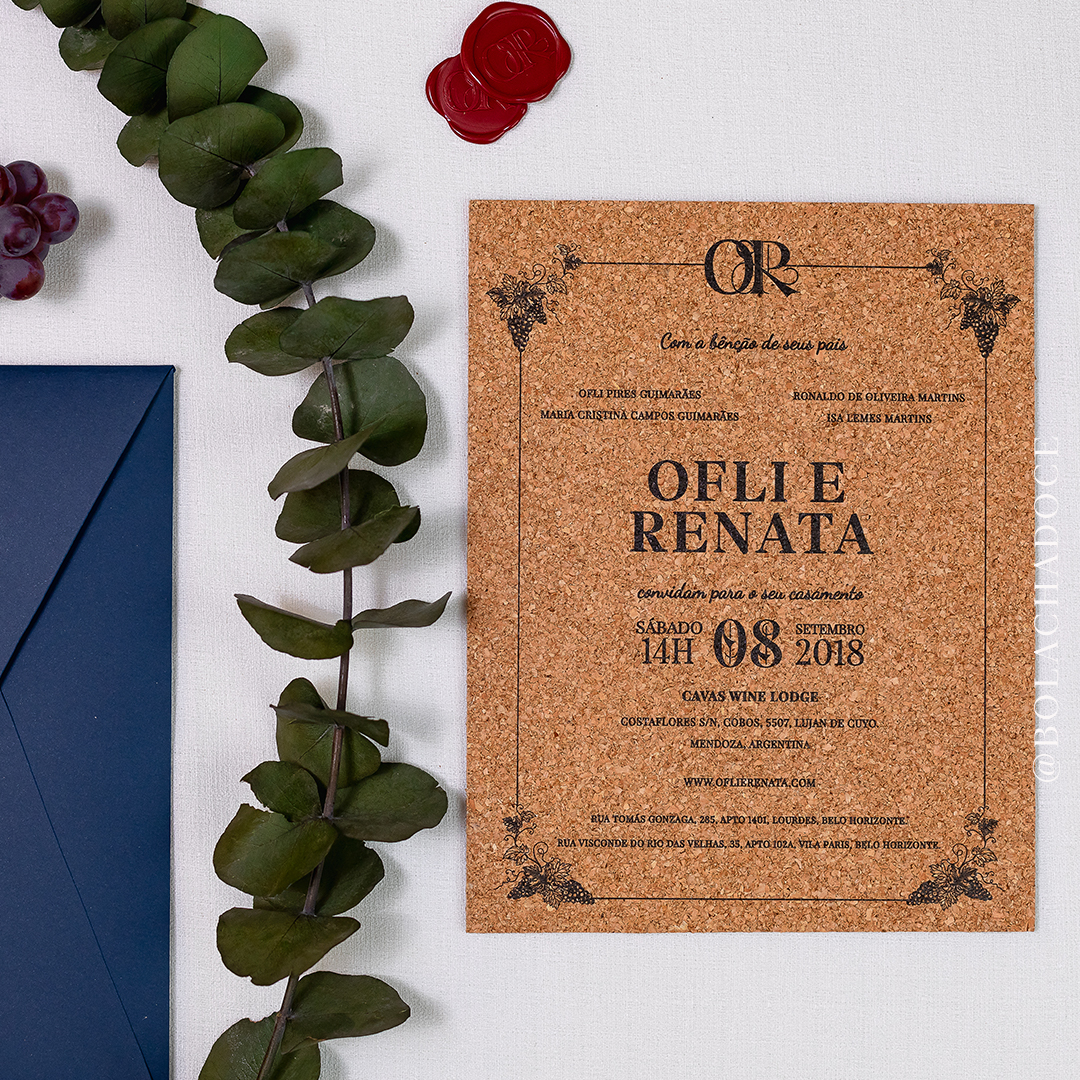 OR
OR
OR
Com a bênção de seus pais
OFLI PIRES GUIMARÃES
MARIA CRISTINA CAMPOS GUIMARÃES
RONALDO DE OLIVEIRA MARTINS
ISA LEMES MARTINS
OFLI E
RENATA
convidam para o seu casamento
SÁBADO
14H
08
SETEMBRO
2018
CAVAS WINE LODGE
COSTAFLORES S/N, COBOS, 5507, LUJAN DE CUYO.
MENDOZA, ARGENTINA
WWW.OFLIERENATA.COM
RUA TOMÁS GONZAGA, 285, APTO 1401, LOURDES, BELO HORIZONTE.
RUA VISCONDE DO RIO DAS VELHAS, 35, APTO 102A, VILA PARIS, BELO HORIZONTE.
@BOLACHADOCE